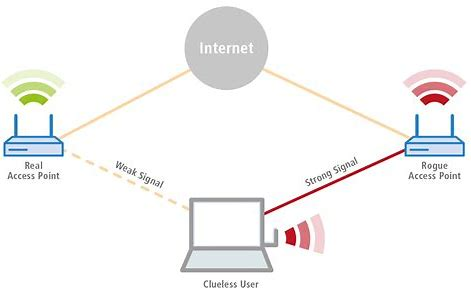 Internet
Real
Access Point
Rogue
Access Point
Weak Signal
Strong Signal
Clueless User